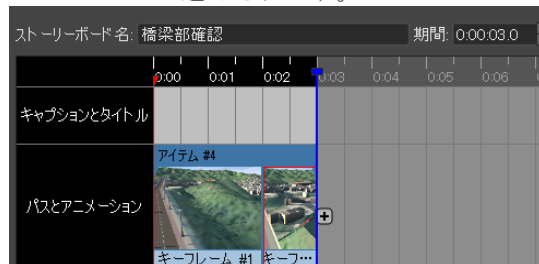 ストーリーボード名: 橋梁部確認 期間: 0:00:03.0
0:00 0:01 0:02 0:03 0:04 0:05 0:06
キャプションとタイトル
アイテム #4
パスとアニメーション
キーフレーム #1 キーフ…